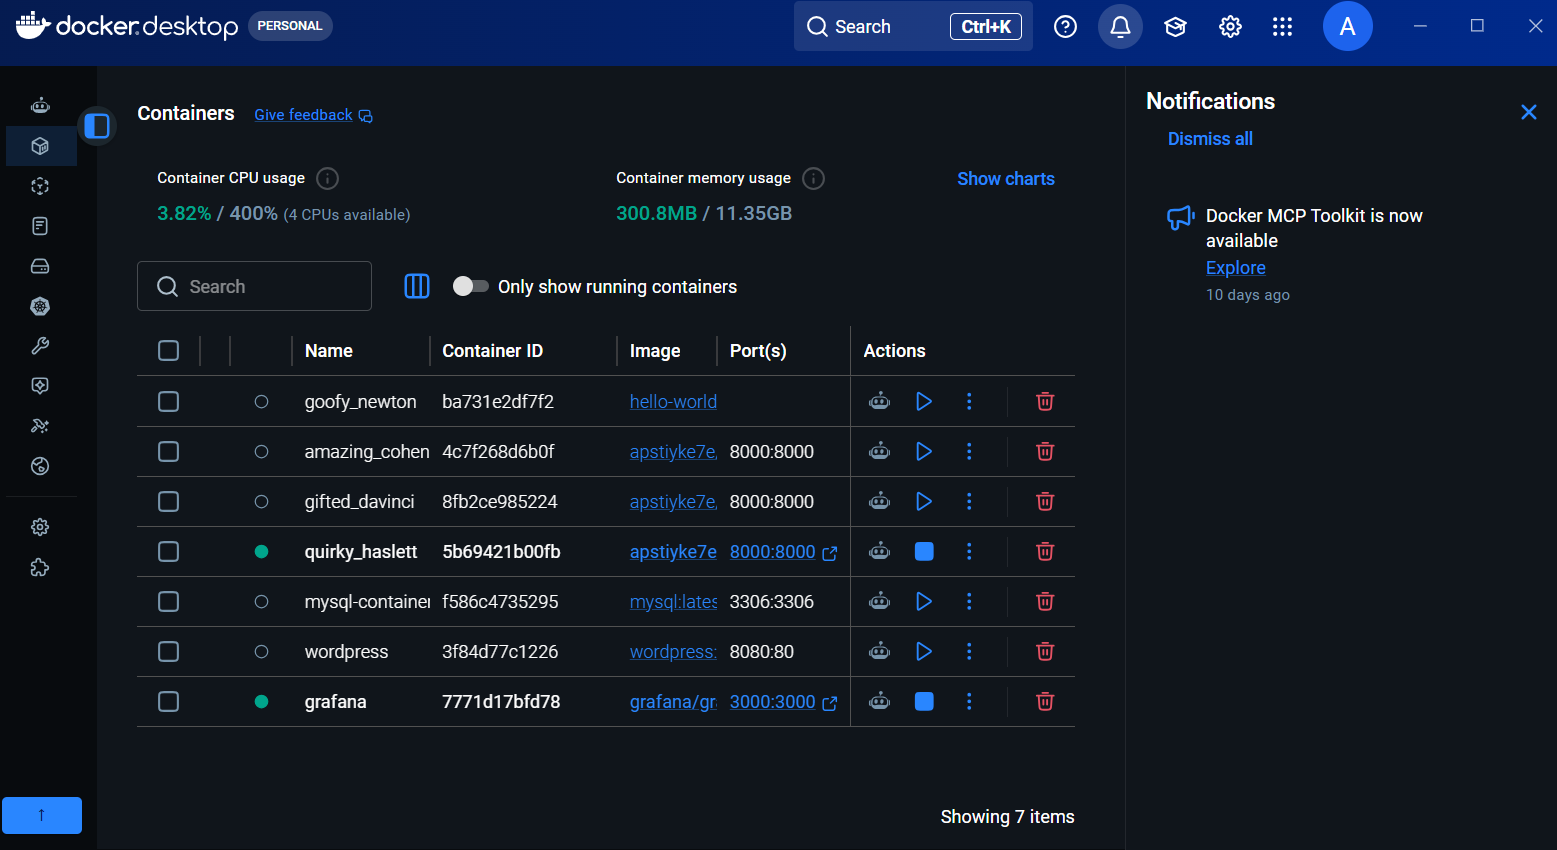 docker.desktop PERSONAL Search Ctrl+K A
Containers Give feedback
Container CPU usage
3.82% / 400% (4 CPUs available)
Container memory usage
300.8MB / 11.35GB
Show charts
Search Only show running containers
Name Container ID Image Port(s) Actions
goofy_newton ba731e2df7f2 hello-world
amazing_cohen 4c7f268d6b0f apstiyke7e, 8000:8000
gifted_davinci 8fb2ce985224 apstiyke7e, 8000:8000
quirky_haslett 5b69421b00fb apstiyke7e 8000:8000
mysql-container f586c4735295 mysql:lates 3306:3306
wordpress 3f84d77c1226 wordpress: 8080:80
grafana 7771d17bfd78 grafana/gr 3000:3000
Showing 7 items
Notifications
Dismiss all
Docker MCP Toolkit is now
available
Explore
10 days ago